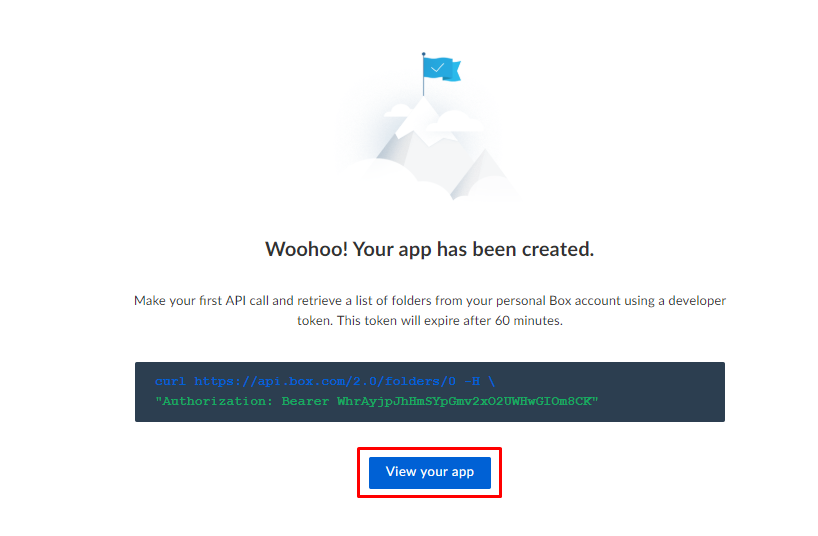 Woohoo! Your app has been created.
Make your first API call and retrieve a list of folders from your personal Box account using a developer
token. This token will expire after 60 minutes.
curl https://api.box.com/2.0/folders/0 -H \
"Authorization: Bearer WhrAyjpJhHmSYpGmv2xO2UWHwGIOm8CK"
View your app